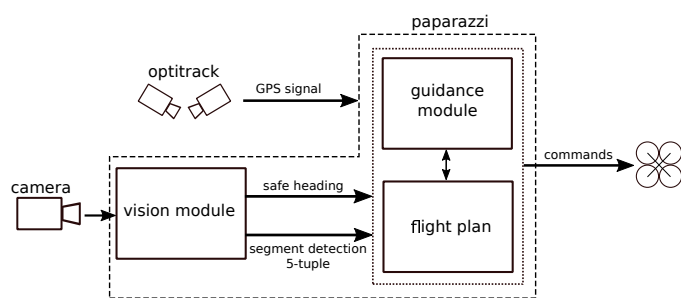 paparazzi
optitrack
GPS signal
guidance
module
commands
camera
vision module
safe heading
segment detection
5-tuple
flight plan